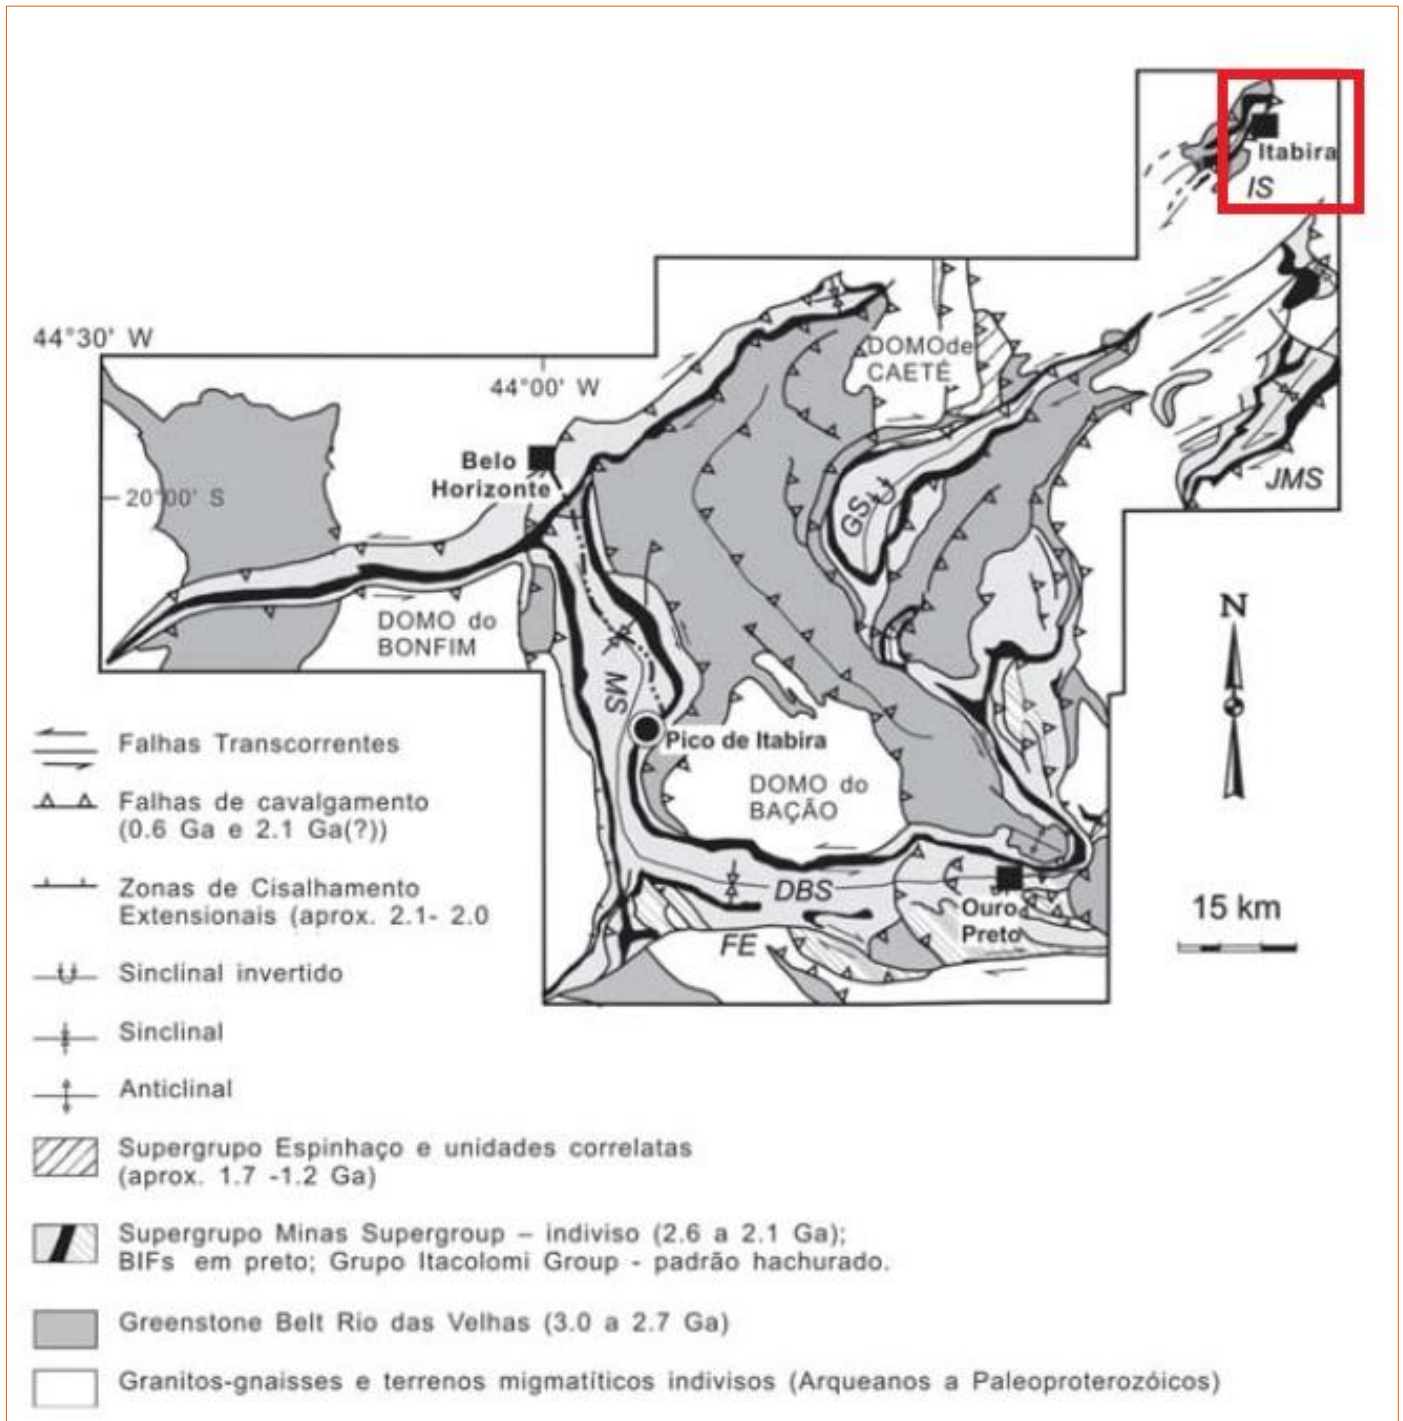 Itabira
IS
44°30' W
DOMO de
CAETÉ
44°00' W
Belo
Horizonte
20°00' S
GS
JMS
DOMO do
BONFIM
N
MS
Pico de Itabira
DOMO do
BAÇÃO
DBS
Ouro
Preto
15 km
FE
Falhas Transcorrentes
Falhas de cavalgamento
(0.6 Ga e 2.1 Ga(?))
Zonas de Cisalhamento
Extensionais (aprox. 2.1- 2.0
Sinclinal invertido
Sinclinal
Anticlinal
Supergrupo Espinhaço e unidades correlatas
(aprox. 1.7 -1.2 Ga)
Supergrupo Minas Supergroup – indiviso (2.6 a 2.1 Ga);
BIFs em preto; Grupo Itacolomi Group - padrão hachurado.
Greenstone Belt Rio das Velhas (3.0 a 2.7 Ga)
Granitos-gnaisses e terrenos migmatíticos indivisos (Arqueanos a Paleoproterozóicos)